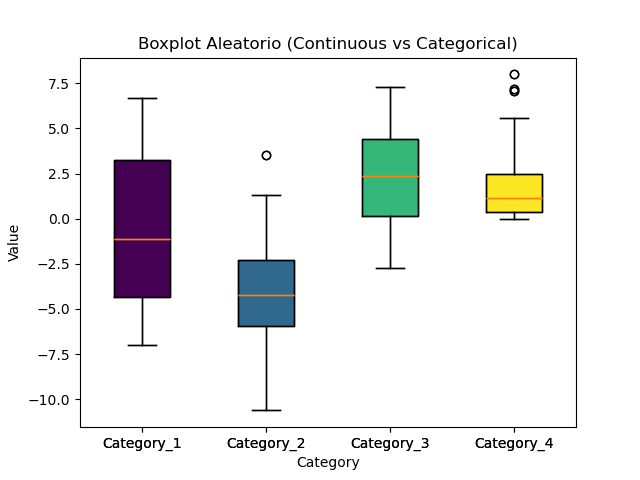 Boxplot Aleatorio (Continuous vs Categorical)
7.5
5.0
2.5
0.0
−2.5
−5.0
−7.5
−10.0
Value
Category_1 Category_2 Category_3 Category_4
Category